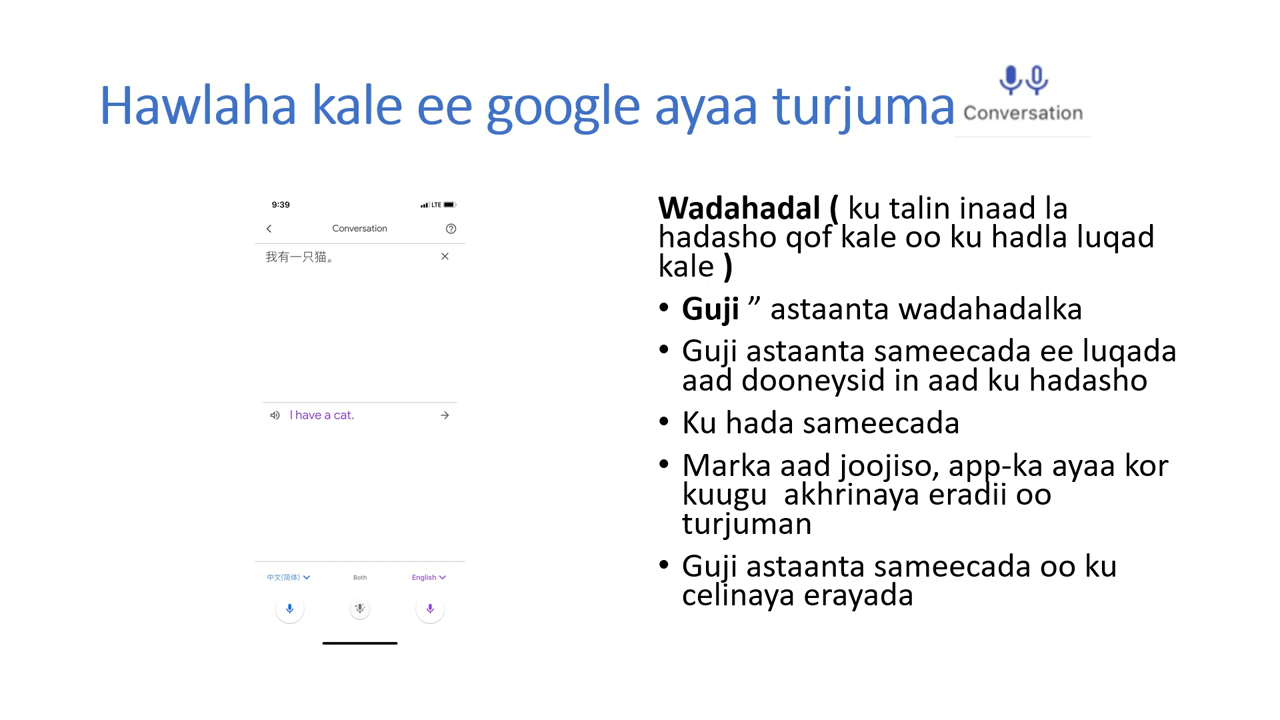 Hawlaha kale ee google ayaa turjuma
Conversation
9:39
LTE
Conversation
我有一只猫。
I have a cat.
中文(简体)
Both
English
Wadahadal ( ku talin inaad la
hadasho qof kale oo ku hadla luqad
kale )
• Guji ” astaanta wadahadalka
• Guji astaanta sameecada ee luqada
aad dooneysid in aad ku hadasho
• Ku hada sameecada
• Marka aad joojiso, app-ka ayaa kor
kuugu akhrinaya eradii oo
turjuman
• Guji astaanta sameecada oo ku
celinaya erayada